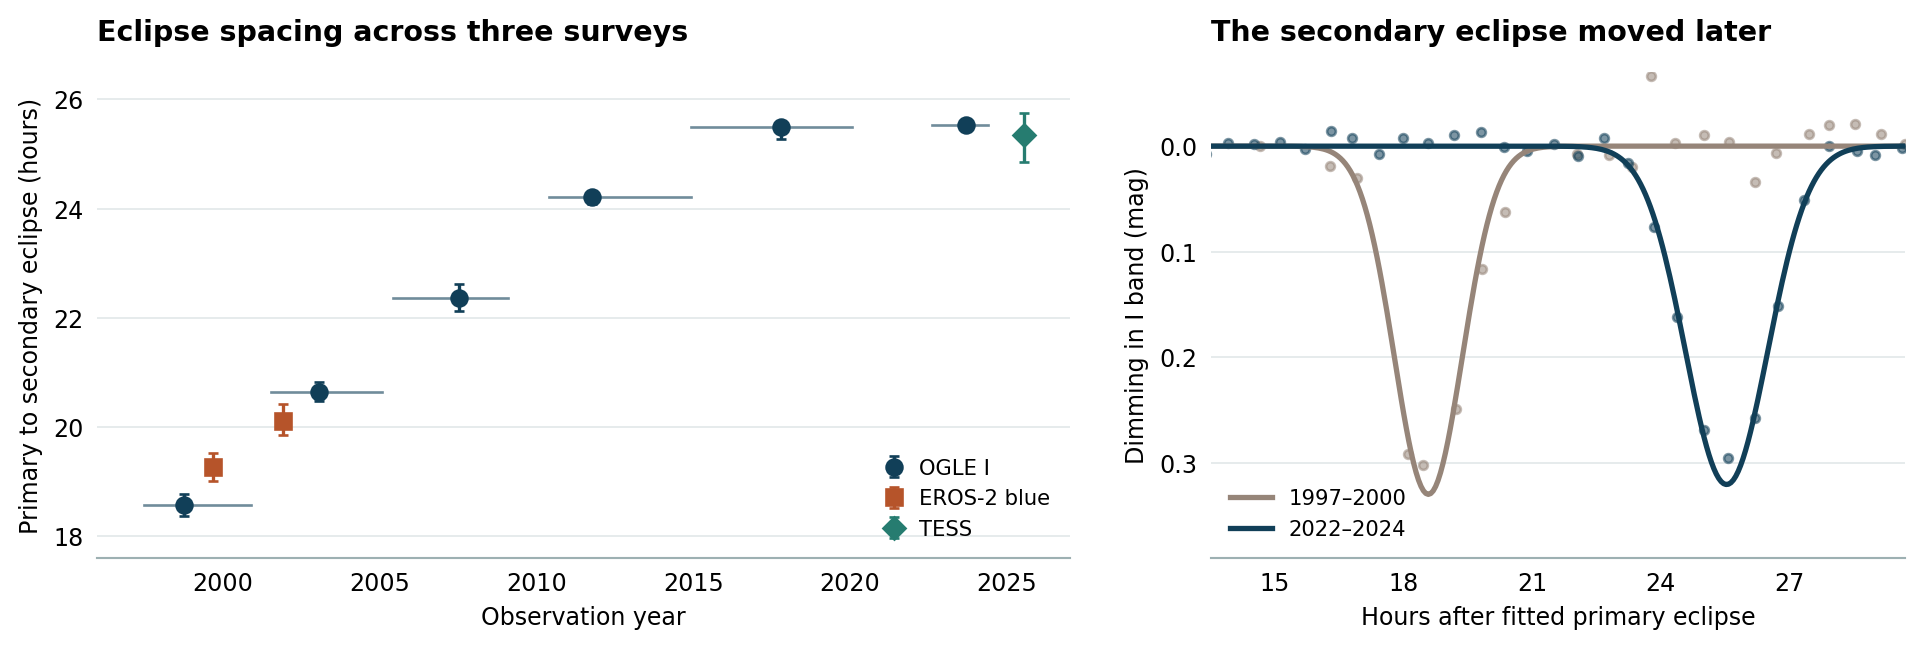 Eclipse spacing across three surveys
Primary to secondary eclipse (hours)
26
24
22
20
18
2000
2005
2010
2015
2020
2025
Observation year
OGLE I
EROS-2 blue
TESS
The secondary eclipse moved later
Dimming in I band (mag)
0.0
0.1
0.2
0.3
15
18
21
24
27
Hours after fitted primary eclipse
1997–2000
2022–2024